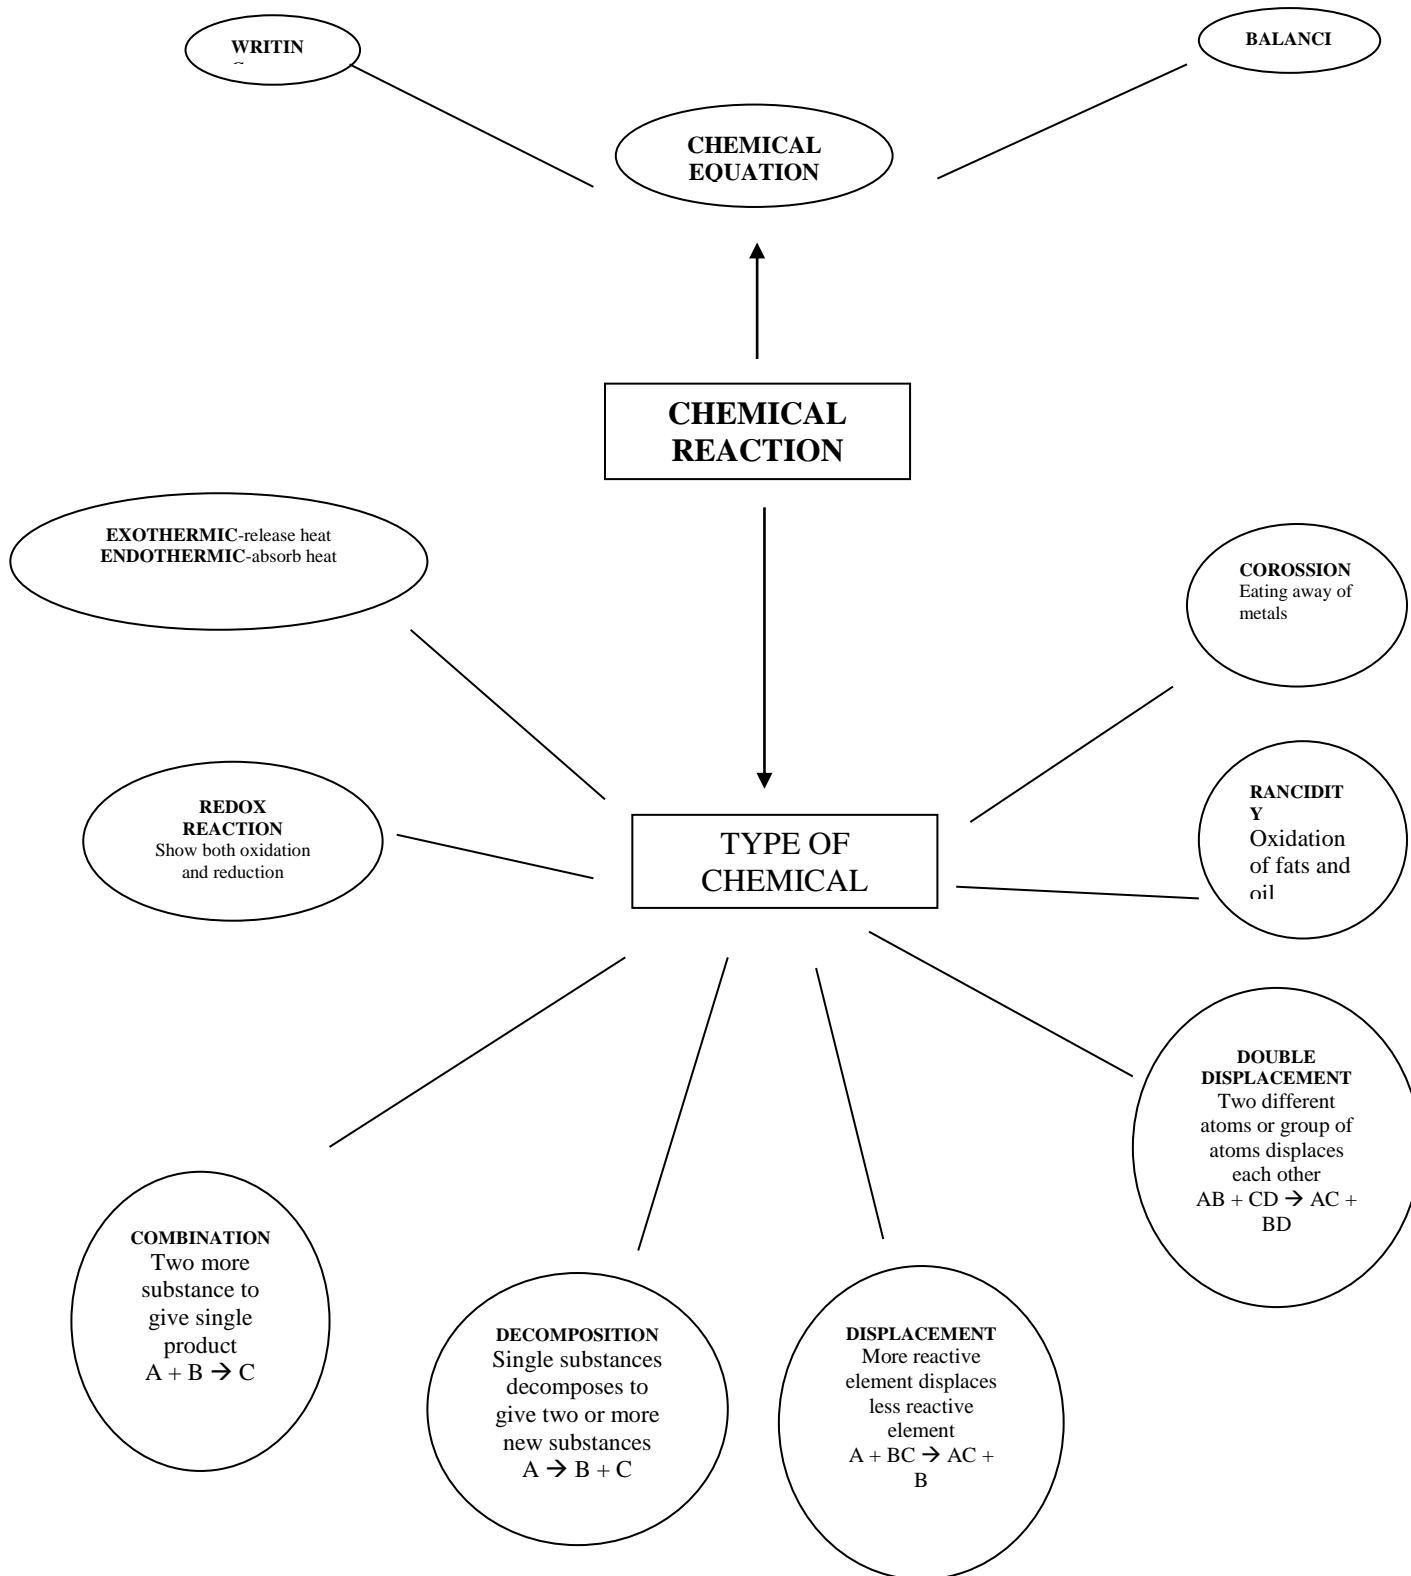 WRITIN
BALANCI
CHEMICAL
EQUATION
CHEMICAL
REACTION
EXOTHERMIC-release heat
ENDOTHERMIC-absorb heat
COROSSION
Eating away of
metals
REDOX
REACTION
Show both oxidation
and reduction
TYPE OF
CHEMICAL
RANCIDIT
Y
Oxidation
of fats and
oil
DOUBLE
DISPLACEMENT
Two different
atoms or group of
atoms displaces
each other
AB + CD → AC +
BD
COMBINATION
Two more
substance to
give single
product
A + B → C
DECOMPOSITION
Single substances
decomposes to
give two or more
new substances
A → B + C
DISPLACEMENT
More reactive
element displaces
less reactive
element
A + BC → AC +
B